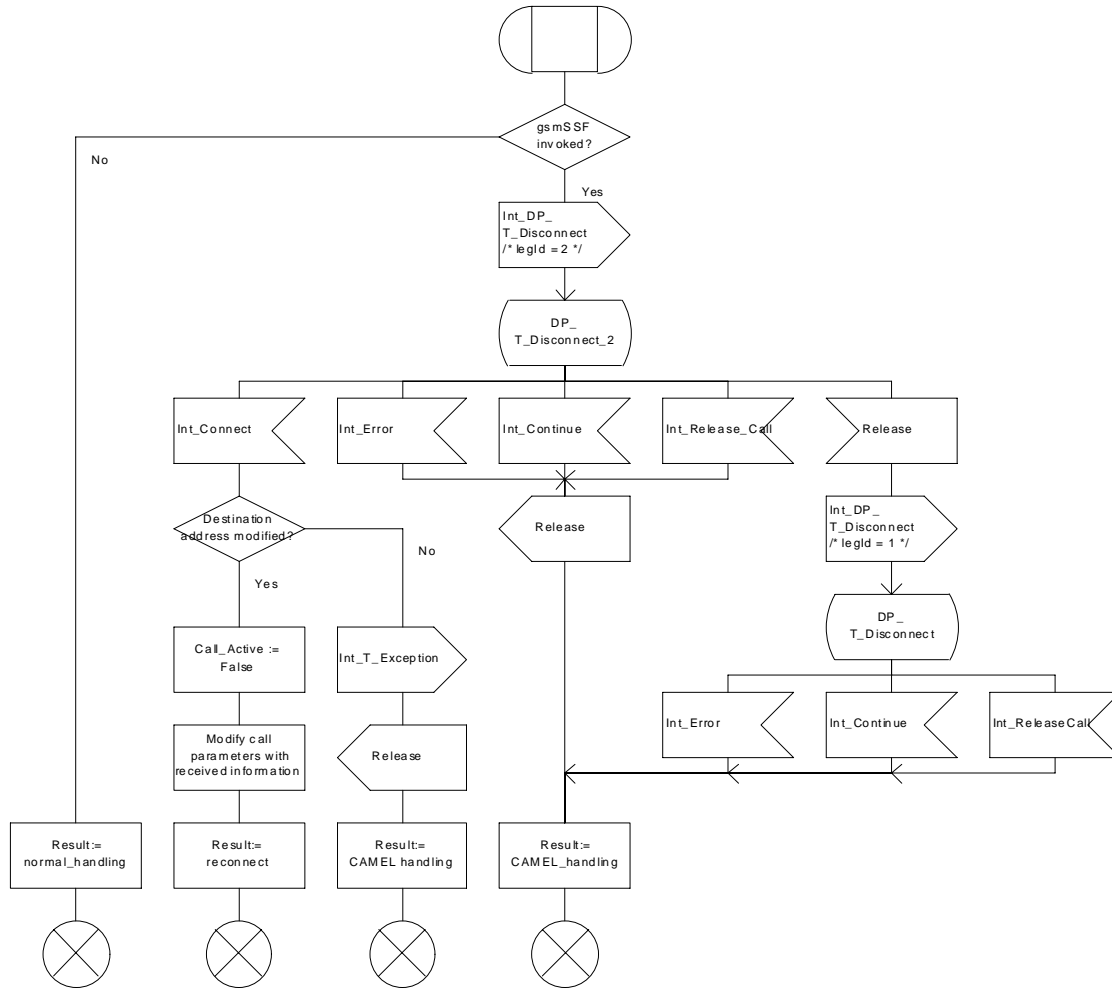 gsmSSF
invoked?
No
Yes
Int_DP_
T_Disconnect
/* legId = 2 */
DP_
T_Disconnect_2
Int_Connect
Int_Error
Int_Continue
Int_Release_Call
Release
Destination
address modified?
No
Yes
Release
Int_DP_
T_Disconnect
/* legId = 1 */
DP_
T_Disconnect
Call_Active :=
False
Int_T_Exception
Int_Error
Int_Continue
Int_ReleaseCall
Modify call
parameters with
received information
Release
Result:=
normal_handling
Result:=
reconnect
Result:=
CAMEL handling
Result:=
CAMEL_handling